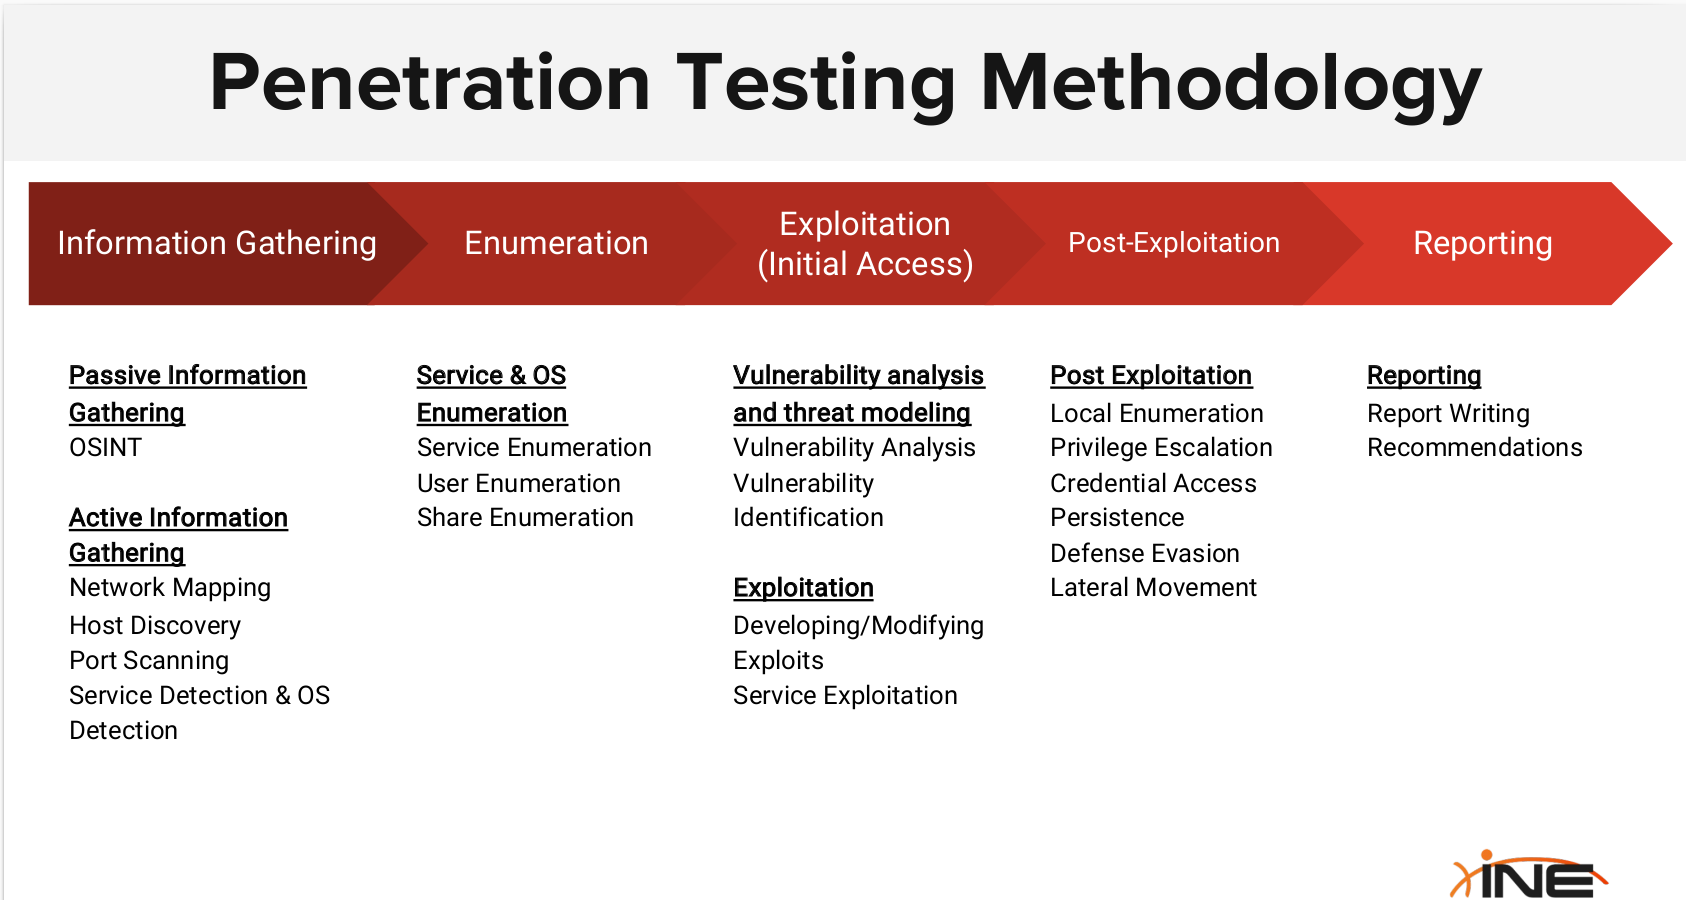 Penetration Testing Methodology
Information Gathering
Enumeration
Exploitation
(Initial Access)
Post-Exploitation
Reporting
Passive Information
Gathering
OSINT
Active Information
Gathering
Network Mapping
Host Discovery
Port Scanning
Service Detection & OS
Detection
Service & OS
Enumeration
Service Enumeration
User Enumeration
Share Enumeration
Vulnerability analysis
and threat modeling
Vulnerability Analysis
Vulnerability
Identification
Exploitation
Developing/Modifying
Exploits
Service Exploitation
Post Exploitation
Local Enumeration
Privilege Escalation
Credential Access
Persistence
Defense Evasion
Lateral Movement
Reporting
Report Writing
Recommendations
INE